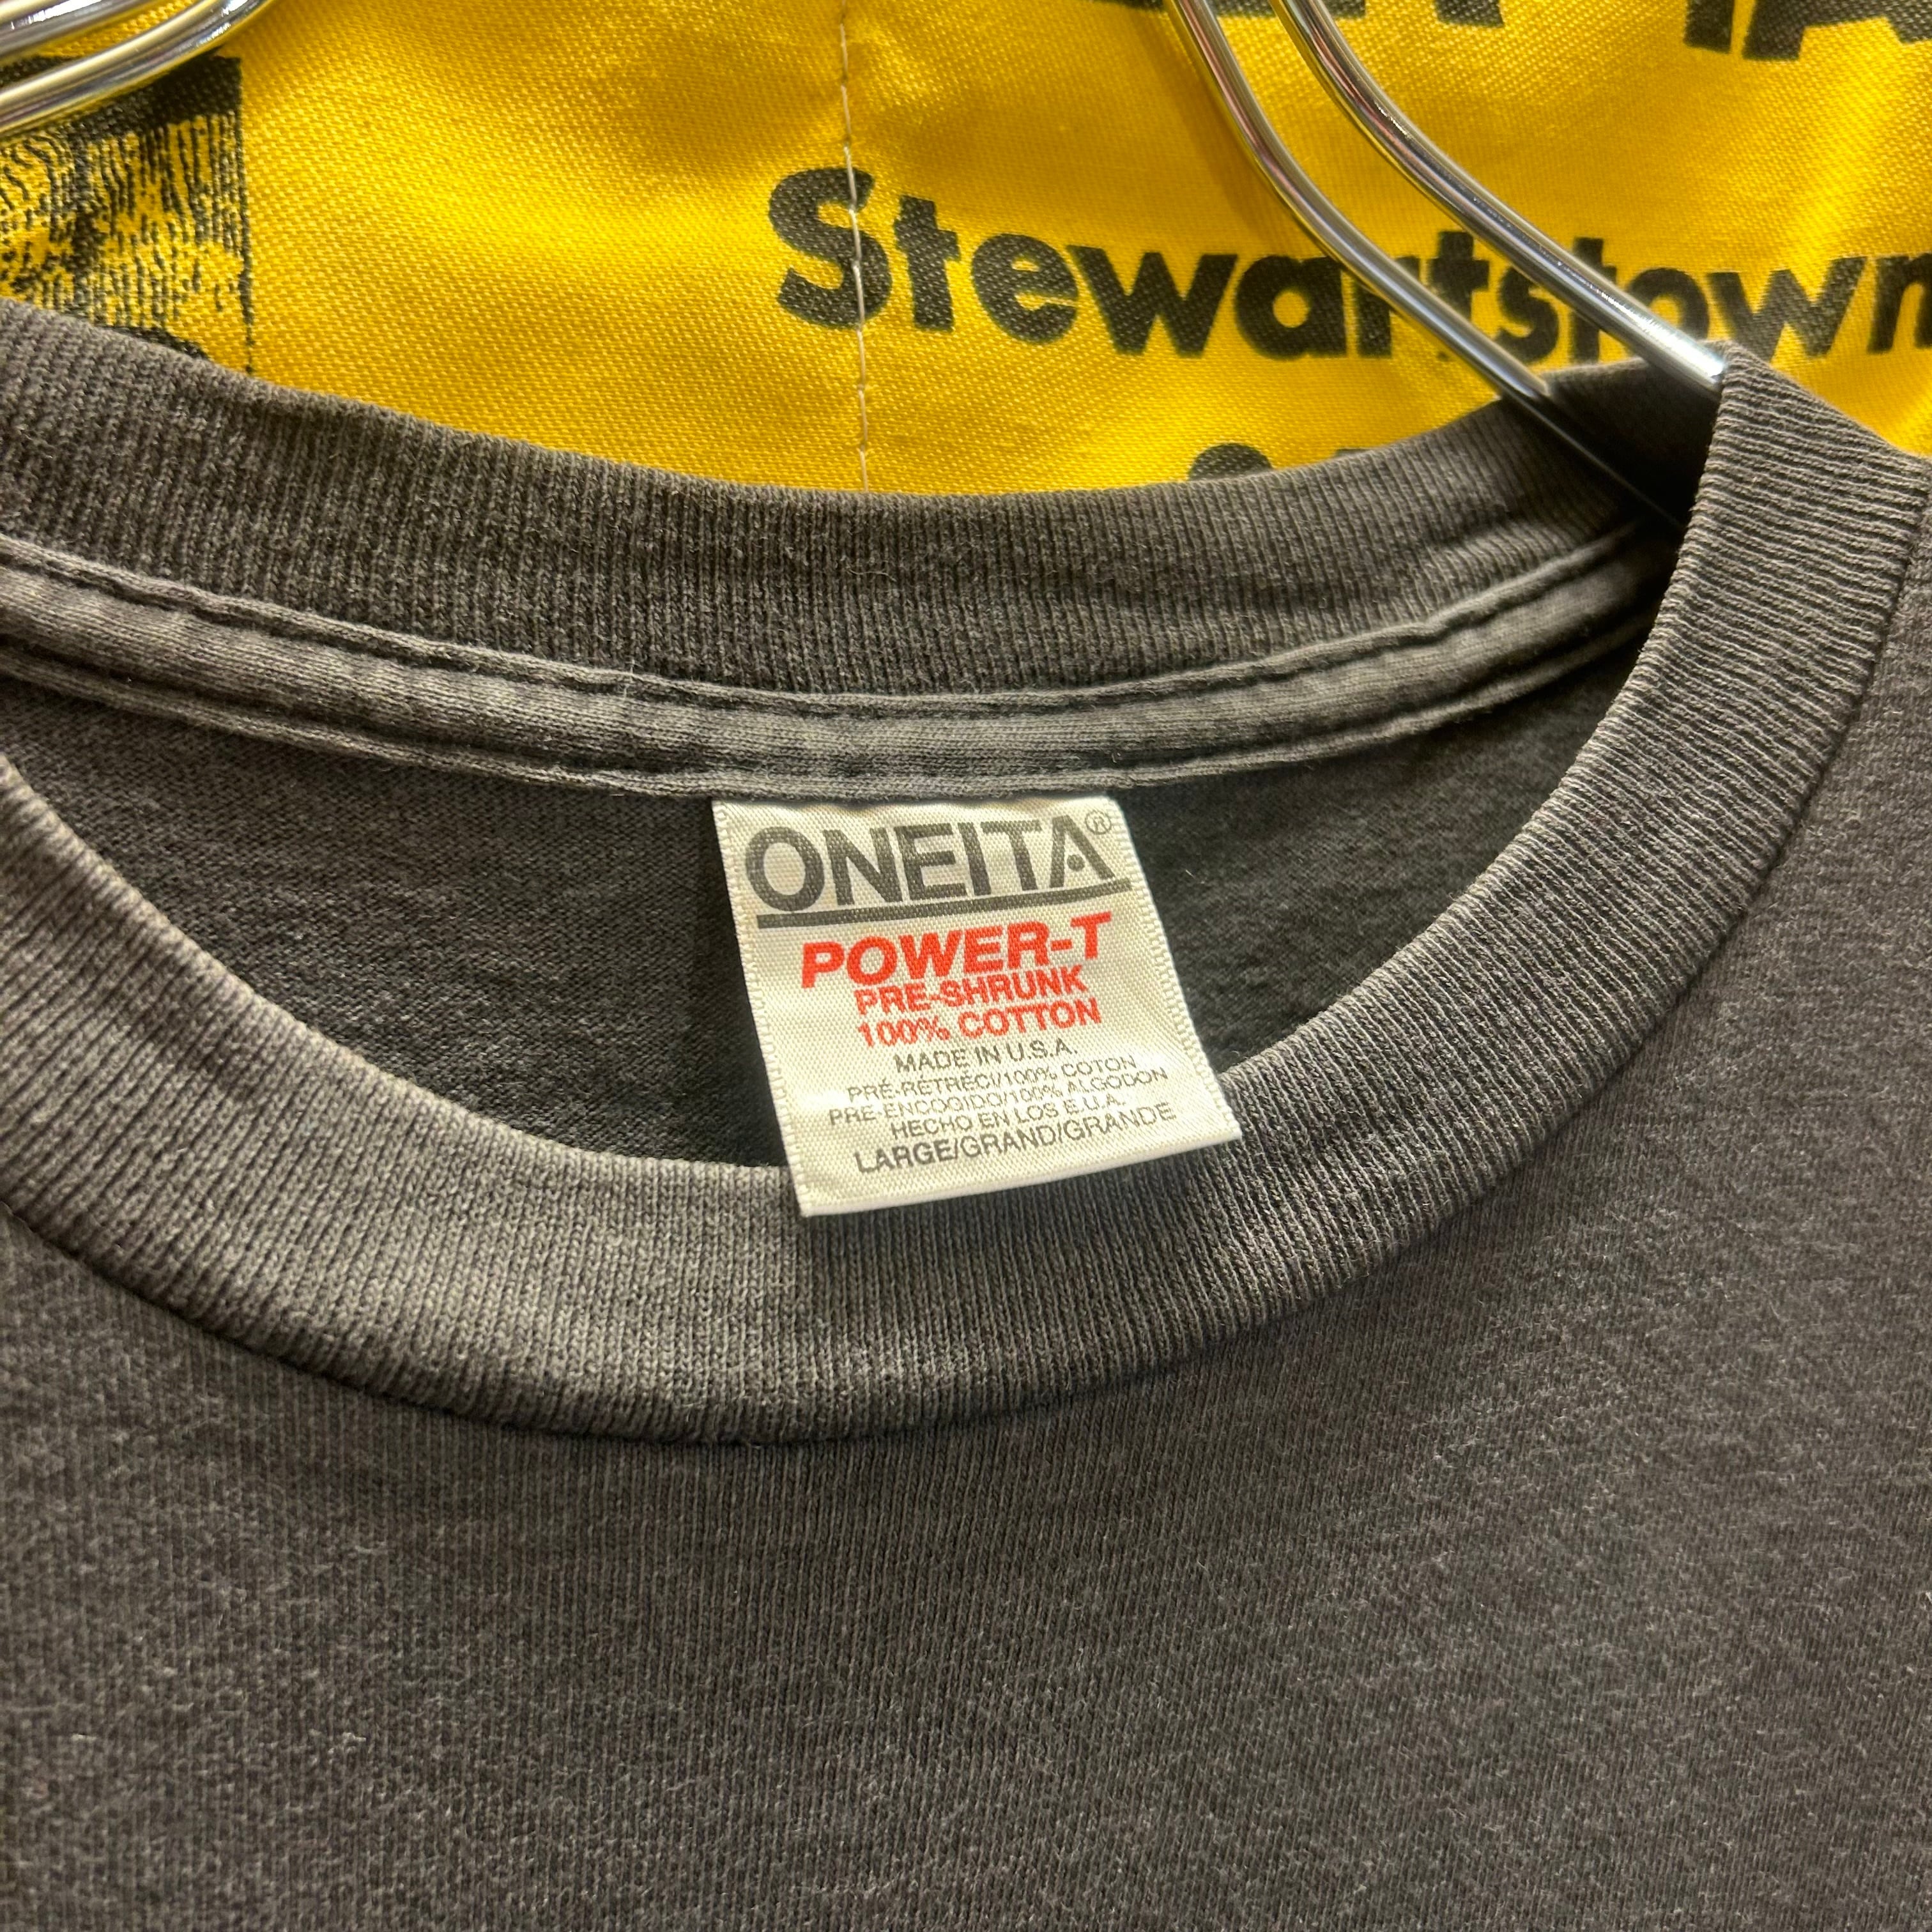 Stewartstown
ONEITA®
POWER-T
PRE-SHRUNK
100% COTTON
MADE IN U.S.A.
PRÉ-RÉTRÉCI/100% COTON
PRE-ENCOGIDO/100% ALGODON
HECHO EN LOS E.U.A.
LARGE/GRAND/GRANDE